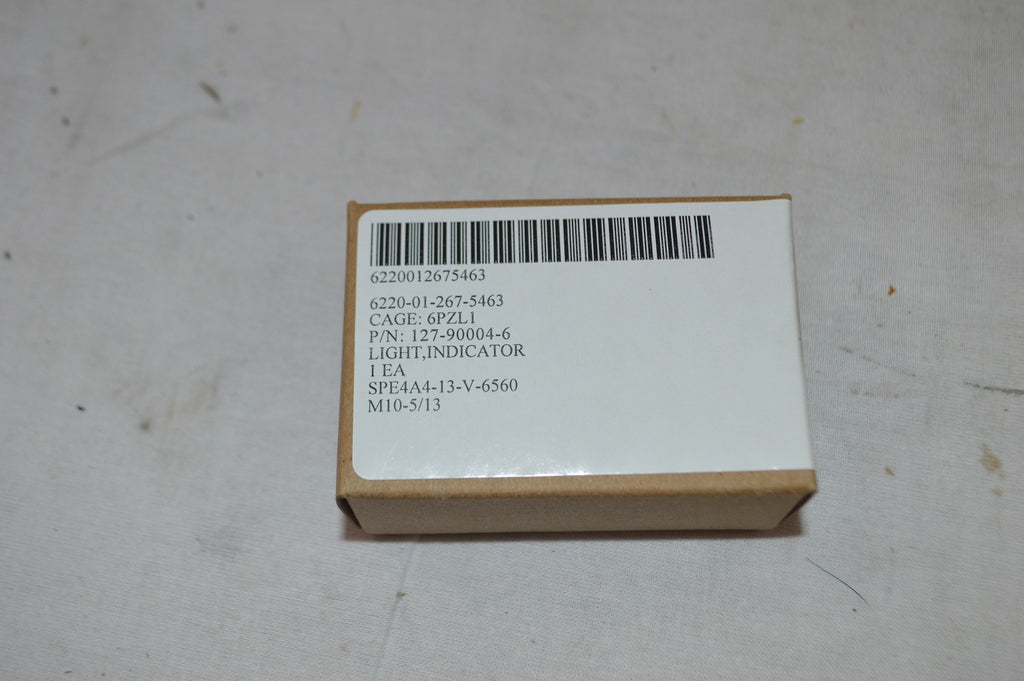 6220012675463
6220-01-267-5463
CAGE: 6PZL1
P/N: 127-90004-6
LIGHT,INDICATOR
1 EA
SPE4A4-13-V-6560
M10-5/13